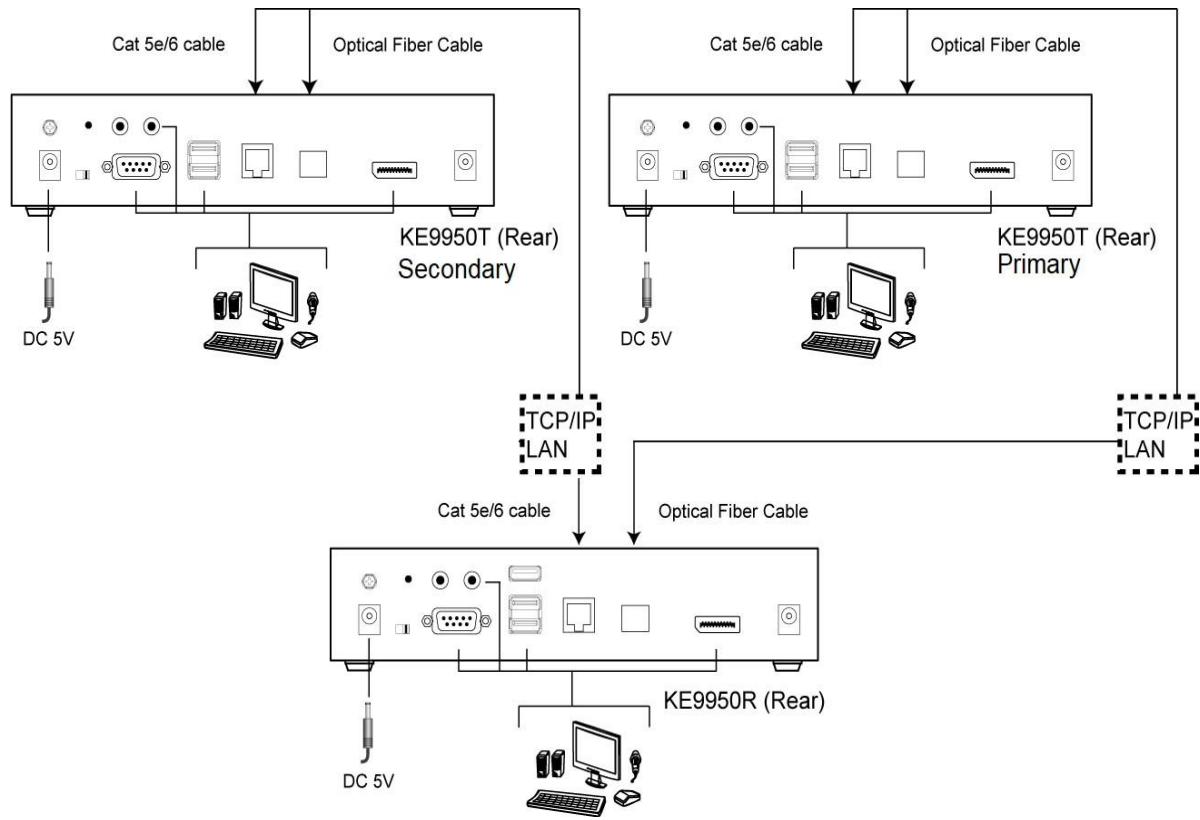 Cat 5e/6 cable
Optical Fiber Cable
Cat 5e/6 cable
Optical Fiber Cable
KE9950T (Rear)
Secondary
KE9950T (Rear)
Primary
DC 5V
DC 5V
TCP/IP
LAN
TCP/IP
LAN
Cat 5e/6 cable
Optical Fiber Cable
KE9950R (Rear)
DC 5V